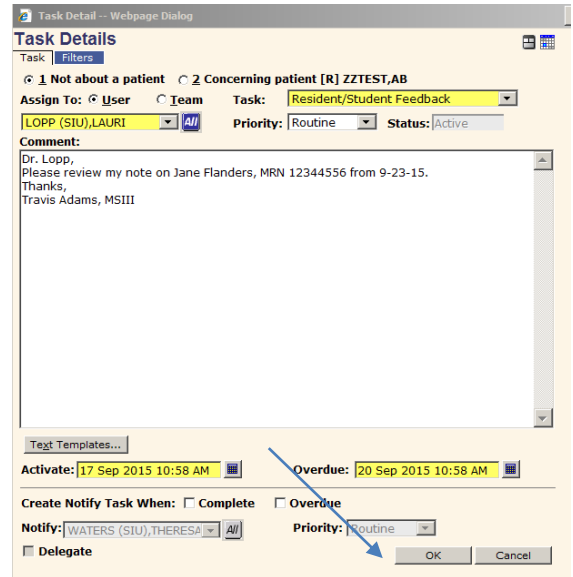 Task Detail -- Webpage Dialog
Task Details
Task Filters
1 Not about a patient 2 Concerning patient [R] ZZTEST,AB
Assign To: User Team Task: Resident/Student Feedback
LOPP (SIU),LAURI All Priority: Routine Status: Active
Comment:
Dr. Lopp,
Please review my note on Jane Flanders, MRN 12344556 from 9-23-15.
Thanks,
Travis Adams, MSIII
Text Templates...
Activate: 17 Sep 2015 10:58 AM Overdue: 20 Sep 2015 10:58 AM
Create Notify Task When: Complete Overdue
Notify: WATERS (SIU),THERESA All Priority: Routine
Delegate OK Cancel